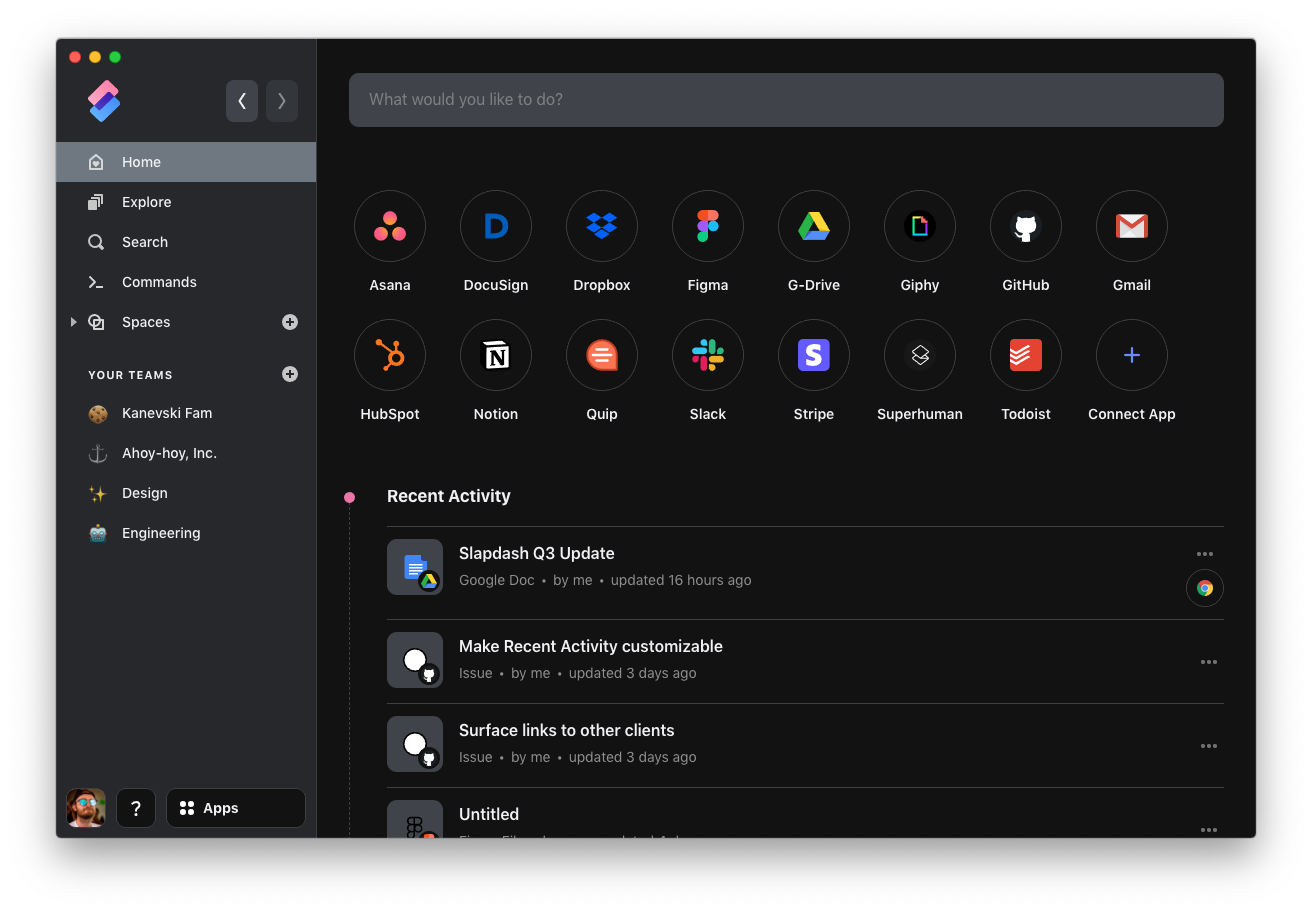 What would you like to do?
Home
Explore
Search
Commands
Spaces
YOUR TEAMS
Kanevski Fam
Ahoy-hoy, Inc.
Design
Engineering
?
Apps
Asana
DocuSign
Dropbox
Figma
G-Drive
Giphy
GitHub
Gmail
HubSpot
Notion
Quip
Slack
Stripe
Superhuman
Todoist
Connect App
Recent Activity
Slapdash Q3 Update
Google Doc • by me • updated 16 hours ago
Make Recent Activity customizable
Issue • by me • updated 3 days ago
Surface links to other clients
Issue • by me • updated 3 days ago
Untitled